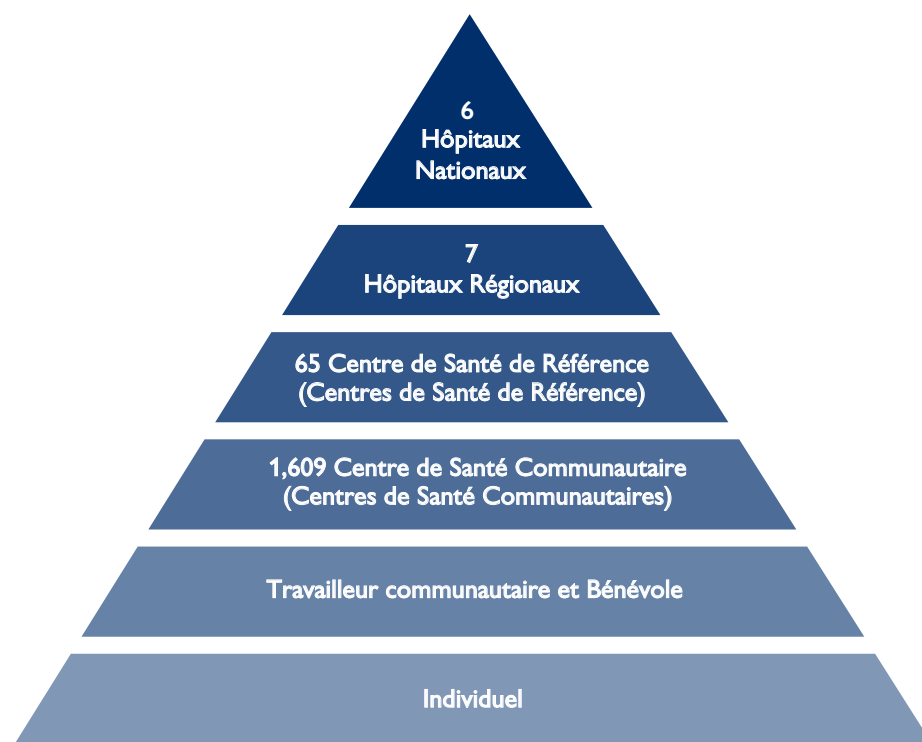 6
Hôpitaux
Nationaux
7
Hôpitaux Régionaux
65 Centre de Santé de Référence
(Centres de Santé de Référence)
1,609 Centre de Santé Communautaire
(Centres de Santé Communautaires)
Travailleur communautaire et Bénévole
Individuel